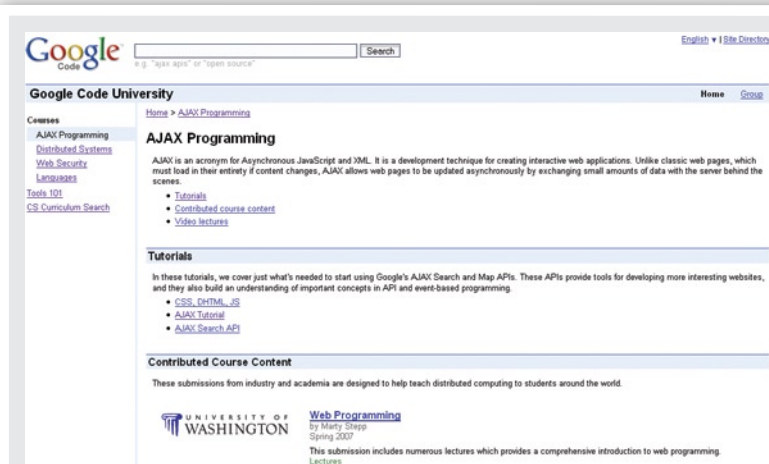 Google
Code
Search
e.g. "ajax apis" or "open source"
English ▼ | Site Directory
Google Code University
Home Group
Courses
AJAX Programming
Distributed Systems
Web Security
Languages
Tools 101
CS Curriculum Search
Home > AJAX Programming
AJAX Programming
AJAX is an acronym for Asynchronous JavaScript and XML. It is a development technique for creating interactive web applications. Unlike classic web pages, which
must load in their entirety if content changes, AJAX allows web pages to be updated asynchronously by exchanging small amounts of data with the server behind the
scenes.
• Tutorials
• Contributed course content
• Video lectures
Tutorials
In these tutorials, we cover just what's needed to start using Google's AJAX Search and Map APIs. These APIs provide tools for developing more interesting websites,
and they also build an understanding of important concepts in API and event-based programming.
• CSS, DHTML, JS
• AJAX Tutorial
• AJAX Search API
Contributed Course Content
These submissions from industry and academia are designed to help teach distributed computing to students around the world.
UNIVERSITY OF
WASHINGTON
Web Programming
by Marty Stepp
Spring 2007
This submission includes numerous lectures which provides a comprehensive introduction to web programming.
Lectures